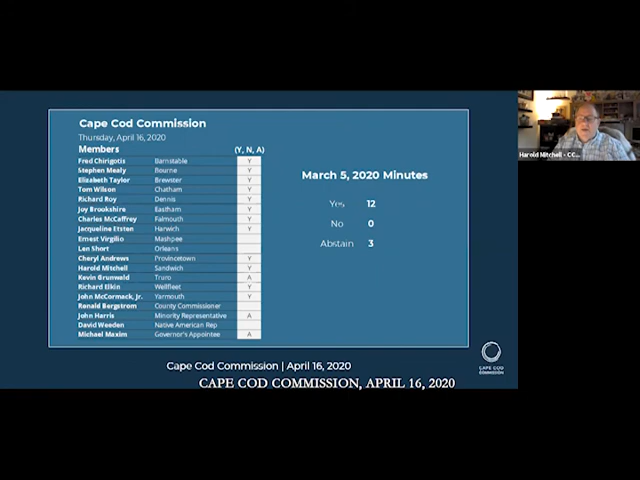 Cape Cod Commission
Thursday, April 16, 2020
Members (Y, N, A)
Fred Chirigotis Barnstable Y
Stephen Mealy Bourne Y
Elizabeth Taylor Brewster Y
Tom Wilson Chatham Y
Richard Roy Dennis Y
Joy Brookshire Eastham Y
Charles McCaffrey Falmouth Y
Jacqueline Etsten Harwich Y
Ernest Virgilio Mashpee
Len Short Orleans
Cheryl Andrews Provincetown Y
Harold Mitchell Sandwich Y
Kevin Grunwald Truro A
Richard Elkin Wellfleet Y
John McCormack, Jr. Yarmouth Y
Ronald Bergstrom County Commissioner
John Harris Minority Representative A
David Weeden Native American Rep
Michael Maxim Governor's Appointee A
March 5, 2020 Minutes
Yes 12
No 0
Abstain 3
Harold Mitchell - CC...
Cape Cod Commission | April 16, 2020
CAPE COD COMMISSION, APRIL 16, 2020
CAPE COD
COMMISSION